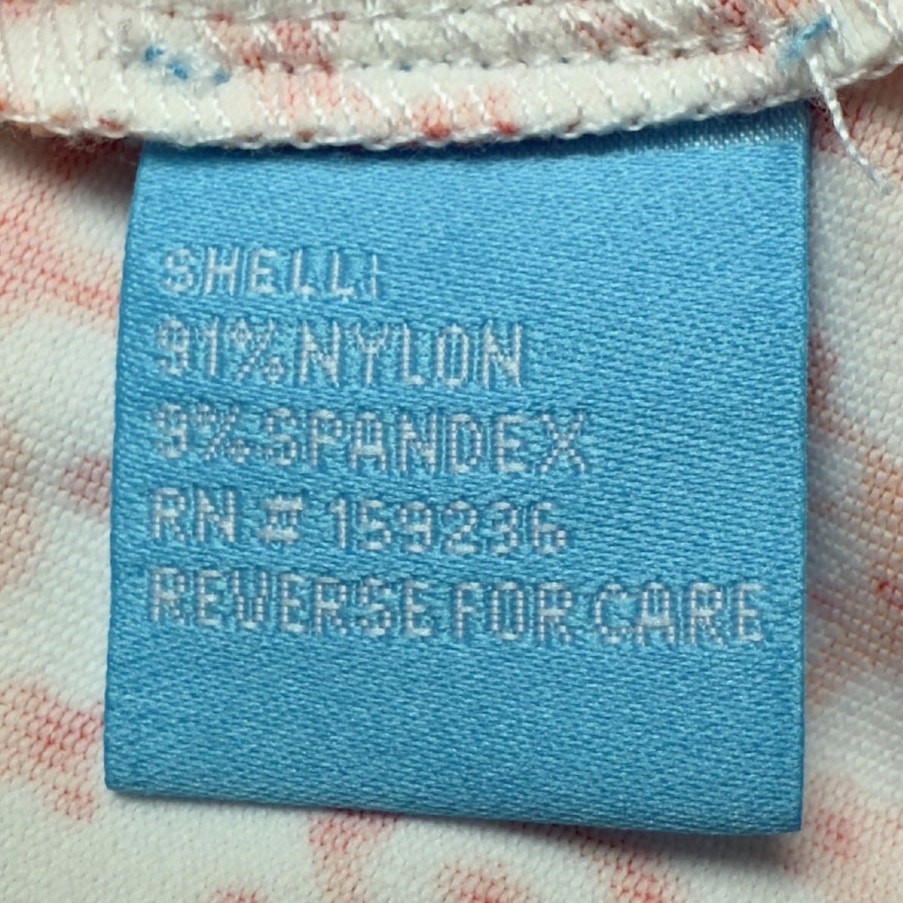 SHELL:
91% NYLON
9% SPANDEX
RN # 159236
REVERSE FOR CARE